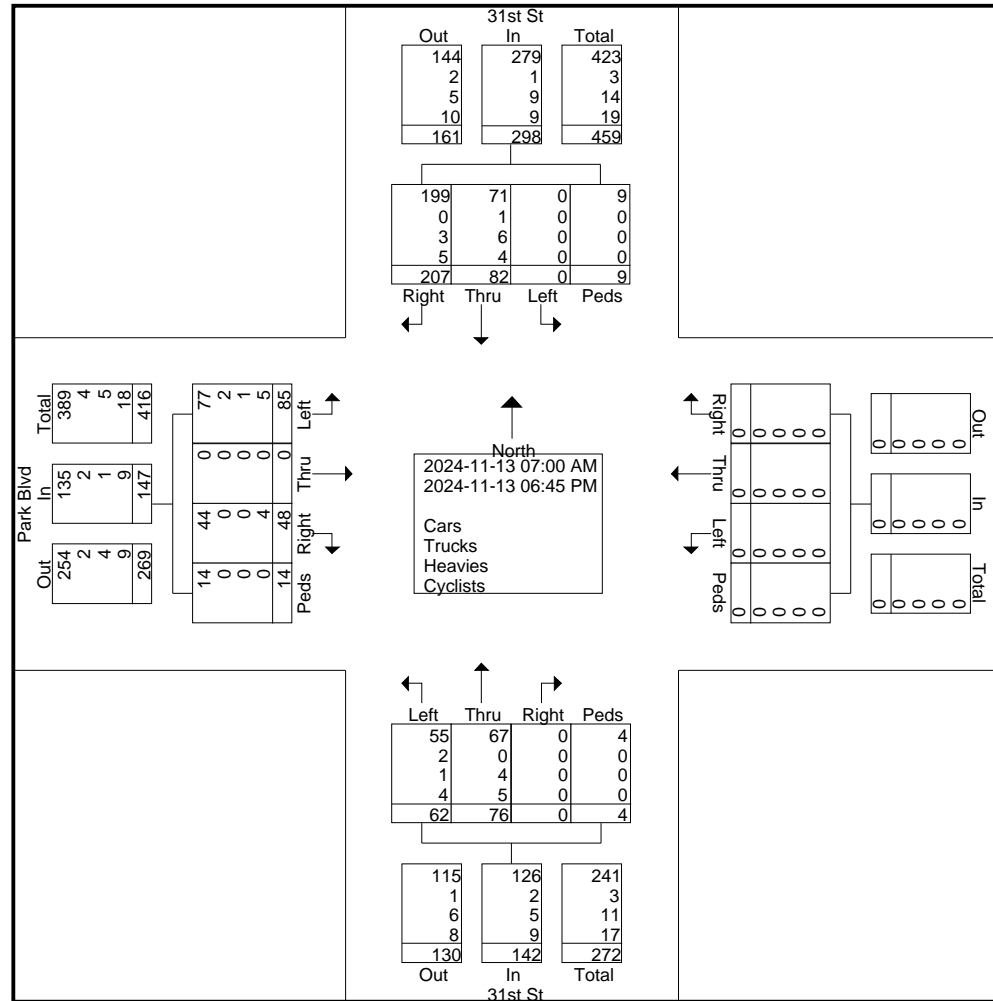 31st St
Out In Total
144 279 423
2 1 3
5 9 14
10 9 19
161 298 459
199 71 0 9
0 1 0 0
3 6 0 0
5 4 0 0
207 82 0 9
Right Thru Left Peds
Park Blvd
Total
389 4 5 18 416
In
135 2 1 9 147
Out
254 2 4 9 269
77 2 1 5 85
Left
0 0 0 0 0
Thru
44 0 0 4 48
Right
14 0 0 0 14
Peds
North
2024-11-13 07:00 AM
2024-11-13 06:45 PM
Cars
Trucks
Heavies
Cyclists
Right
0 0 0 0 0
Thru
0 0 0 0 0
Left
0 0 0 0 0
Peds
0 0 0 0 0
Out
0 0 0 0 0
In
0 0 0 0 0
Total
0 0 0 0 0
Left Thru Right Peds
55 67 0 4
2 0 0 0
1 4 0 0
4 5 0 0
62 76 0 4
115 126 241
1 2 3
6 5 11
8 9 17
130 142 272
Out In Total
31st St